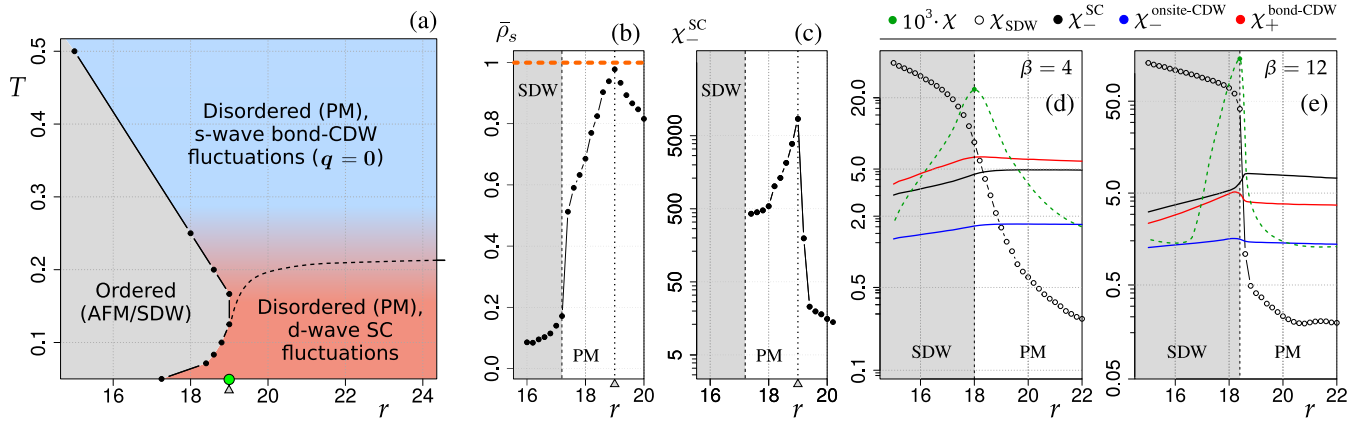 10³·χ χ_SDW χ₋^SC χ₋^onsite-CDW χ₊^bond-CDW
(a)
T
0.5
0.4
0.3
0.2
0.1
Disordered (PM),
s-wave bond-CDW
fluctuations (q = 0)
Ordered
(AFM/SDW)
Disordered (PM),
d-wave SC
fluctuations
16 18 20 22 24
r
ρ̄_s (b)
1
0.8
0.6
0.4
0.2
0.0
SDW
PM
16 18 20
r
χ₋^SC (c)
5000
500
50
5
SDW
PM
16 18 20
r
β = 4
(d)
20.0
5.0
2.0
0.5
0.1
SDW PM
16 18 20 22
r
β = 12
(e)
50.0
5.0
0.5
0.05
SDW PM
16 18 20 22
r